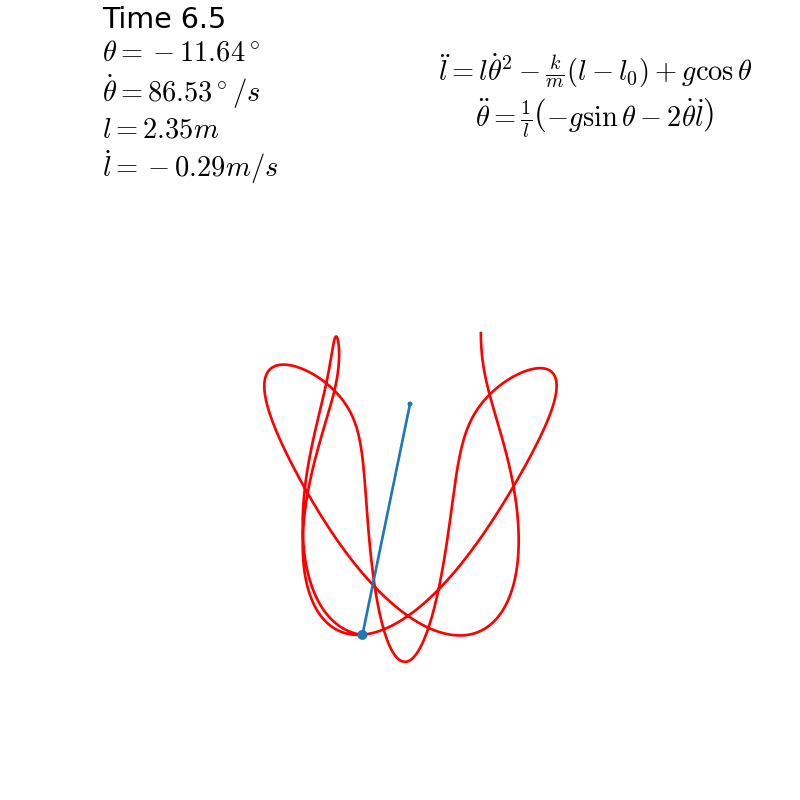 Time 6.5
θ = −11.64°
θ̇ = 86.53°/s
l = 2.35m
l̇ = −0.29m/s
l̈ = lθ̇² − k/m(l − l₀) + g cos θ
θ̈ = 1/l(−g sin θ − 2θ̇l̇)